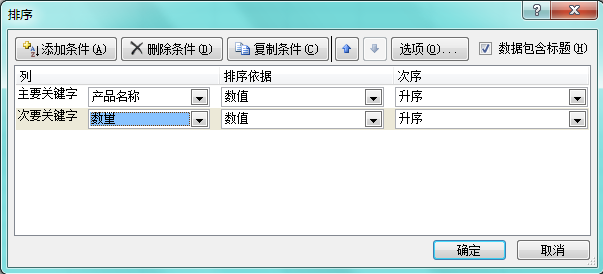 排序
添加条件(A) 删除条件(D) 复制条件(C) 选项(O)... 数据包含标题(H)
列 排序依据 次序
主要关键字 产品名称 数值 升序
次要关键字 数量 数值 升序
确定 取消